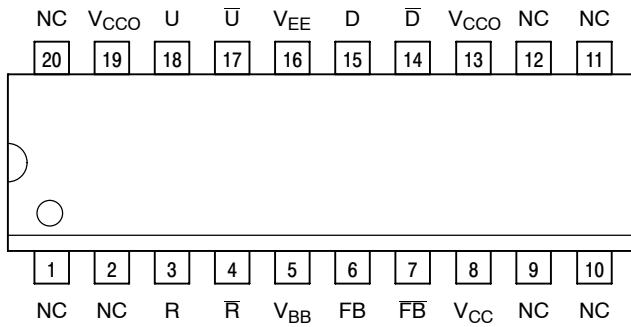 NC V_CCO U U̅ V_EE D D̅ V_CCO NC NC
20 19 18 17 16 15 14 13 12 11
1 2 3 4 5 6 7 8 9 10
NC NC R R̅ V_BB FB F̅B̅ V_CC NC NC